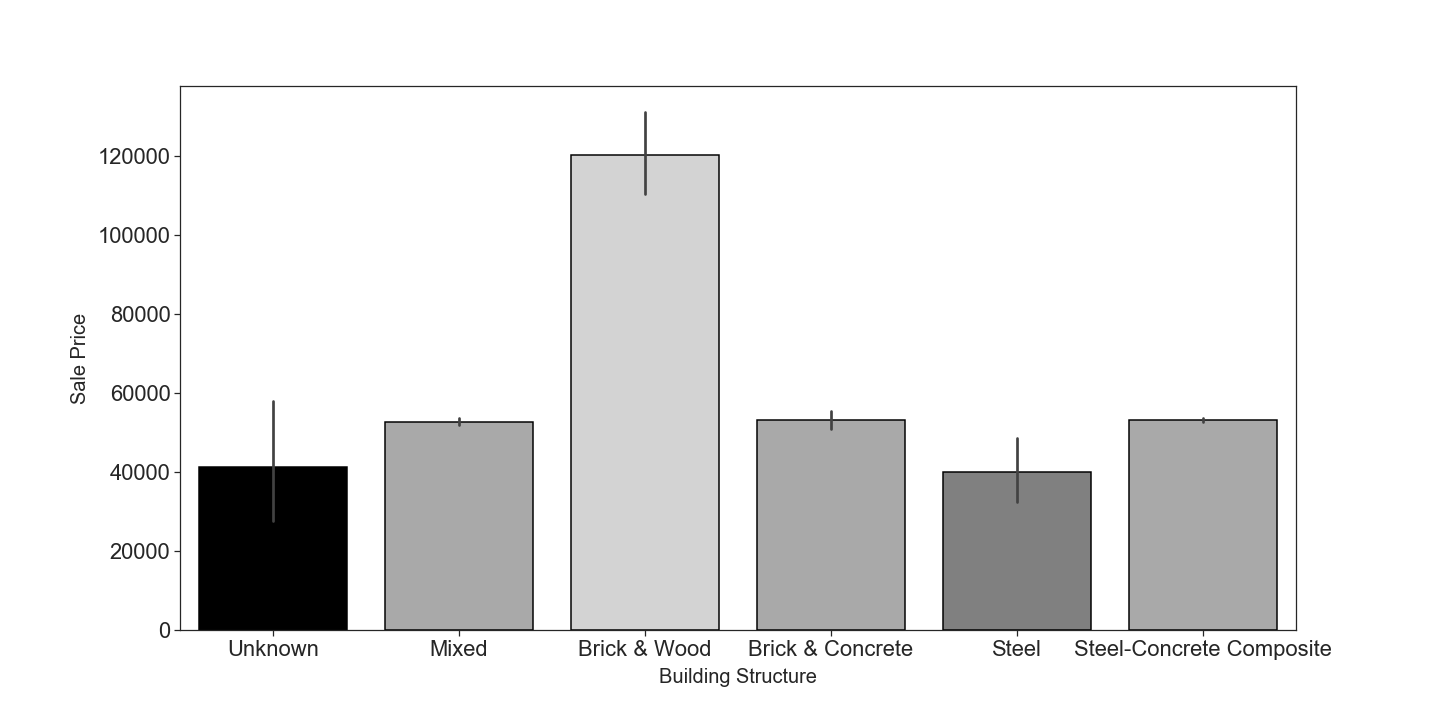 Sale Price
120000
100000
80000
60000
40000
20000
0
Unknown
Mixed
Brick & Wood
Brick & Concrete
Steel
Steel-Concrete Composite
Building Structure